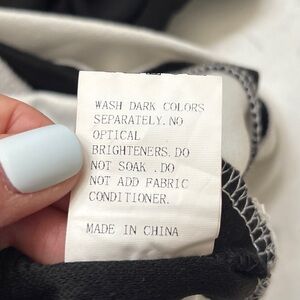 WASH DARK COLORS
SEPARATELY. NO
OPTICAL
BRIGHTENERS. DO
NOT SOAK . DO
NOT ADD FABRIC
CONDITIONER.
MADE IN CHINA